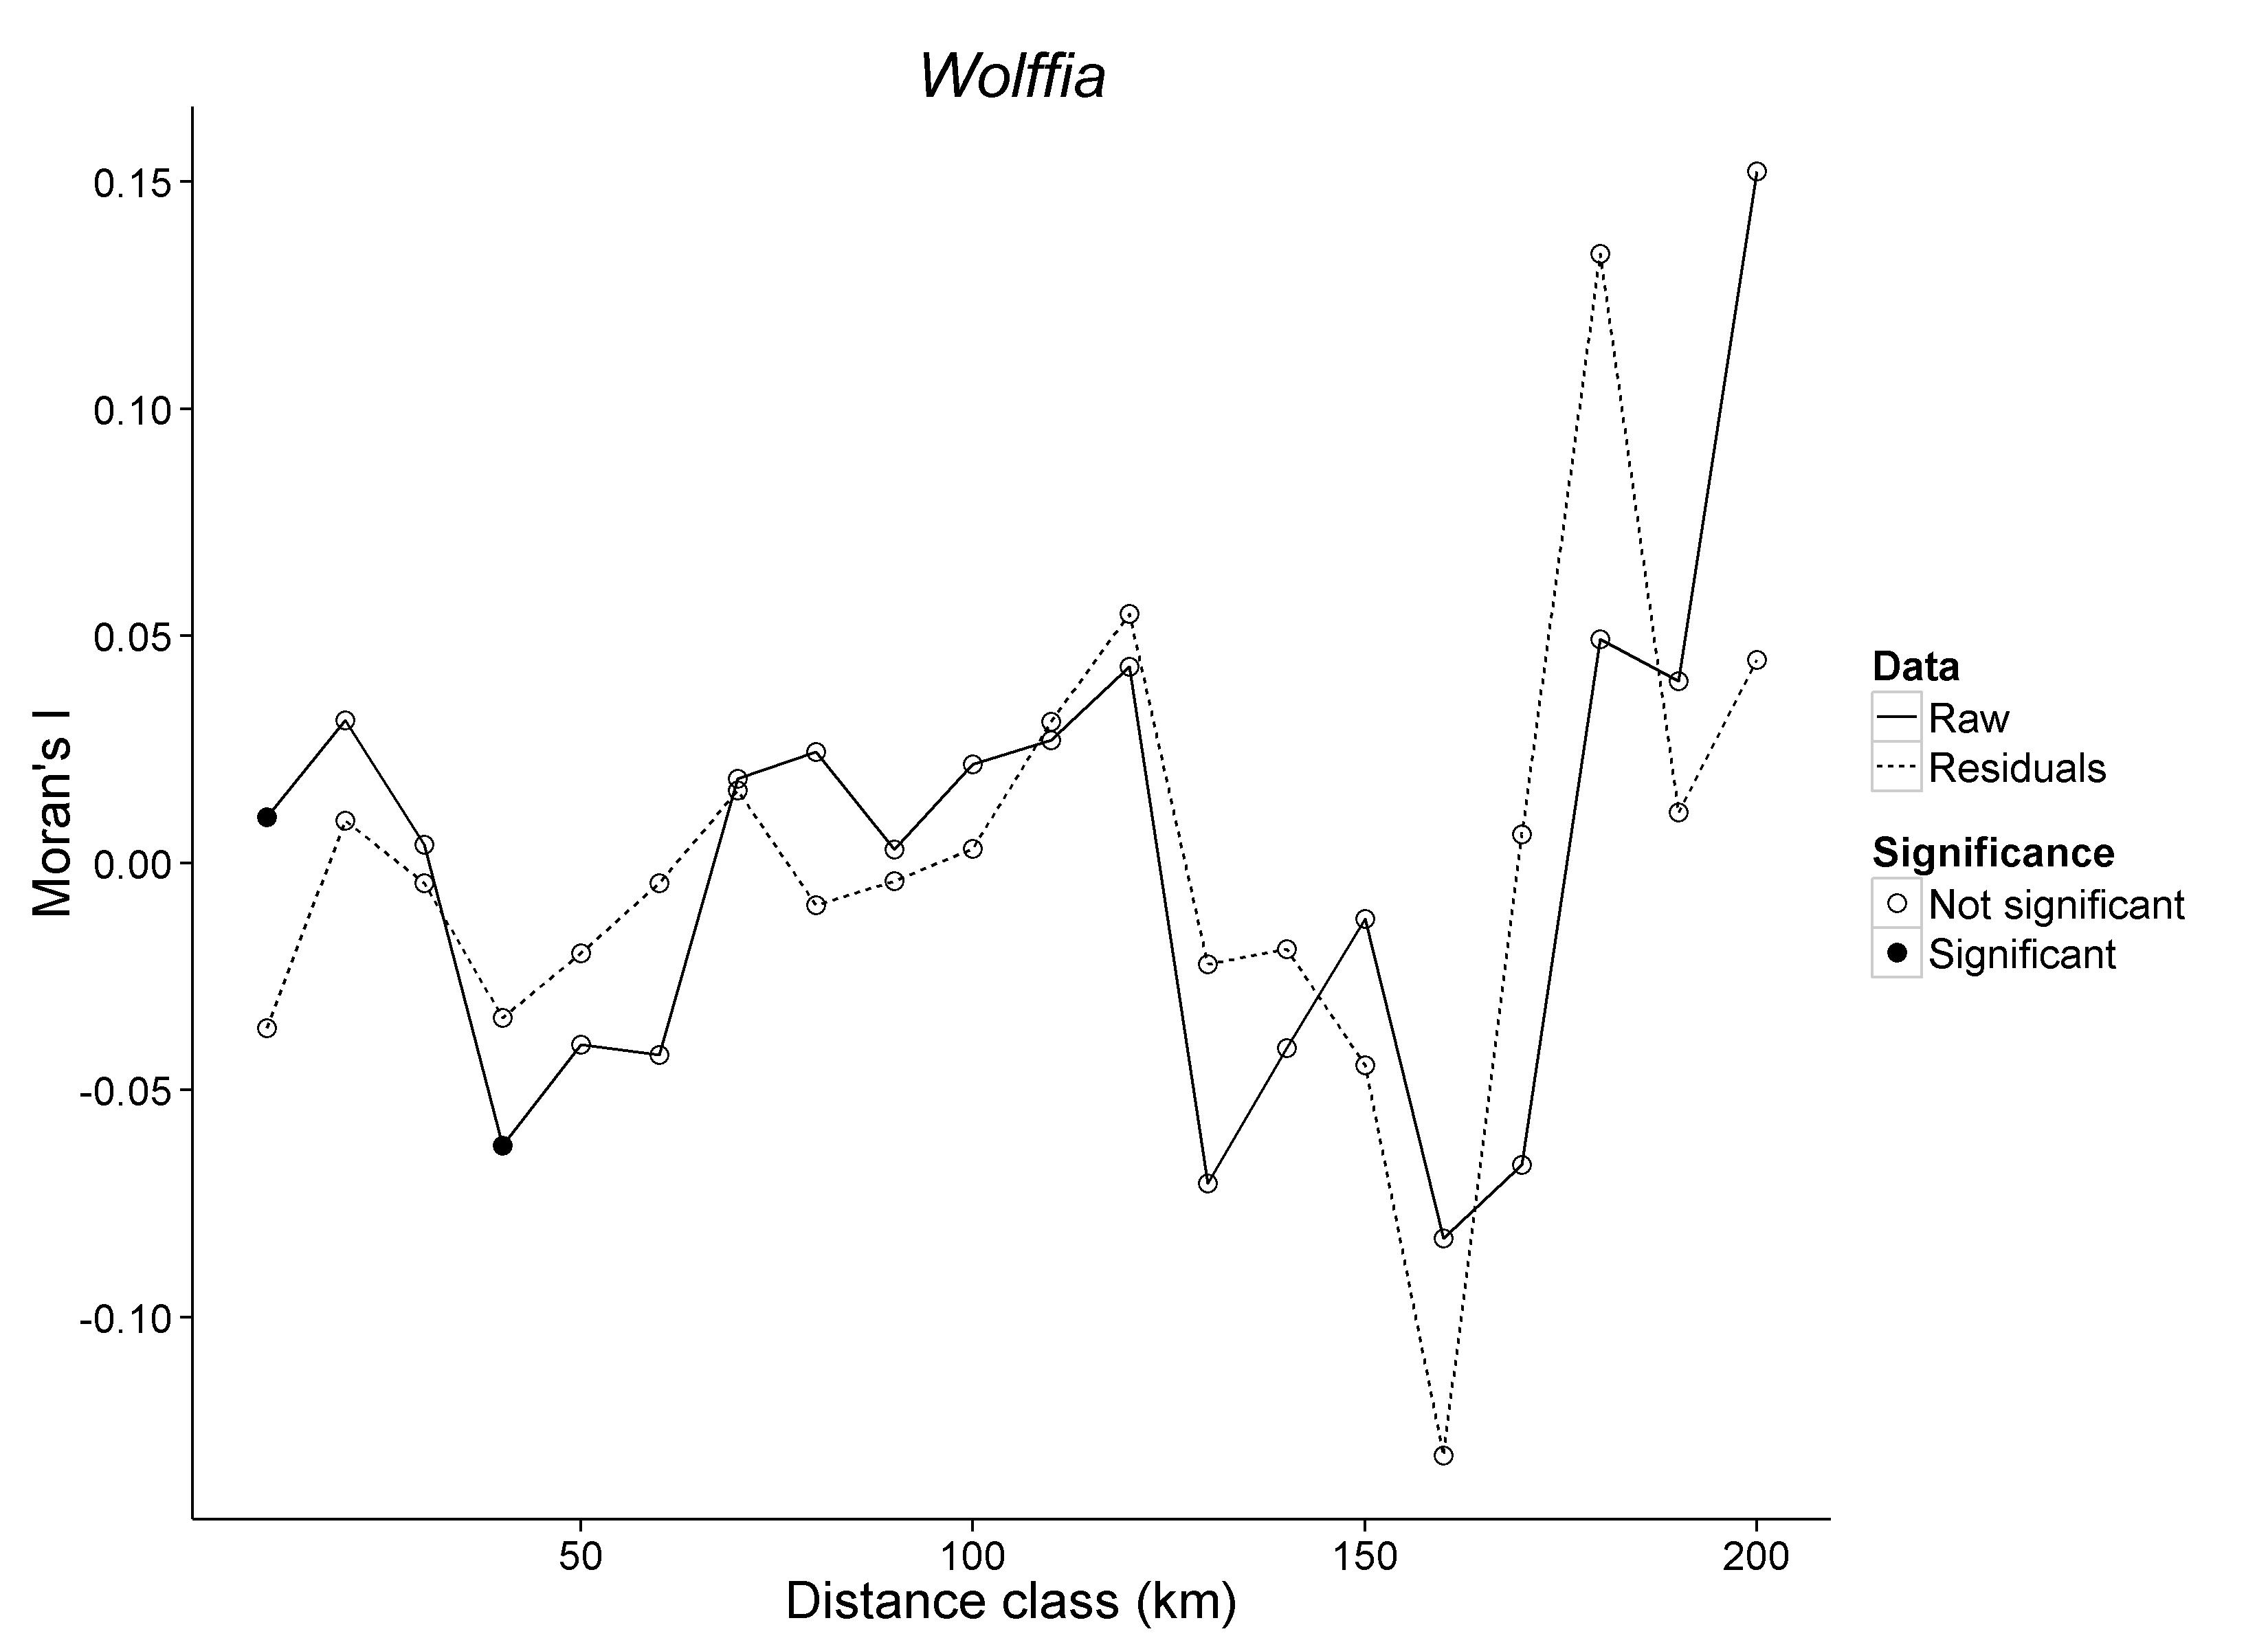 Wolffia
Moran's I
0.15
0.10
0.05
0.00
-0.05
-0.10
50
100
150
200
Distance class (km)
Data
Raw
Residuals
Significance
Not significant
Significant